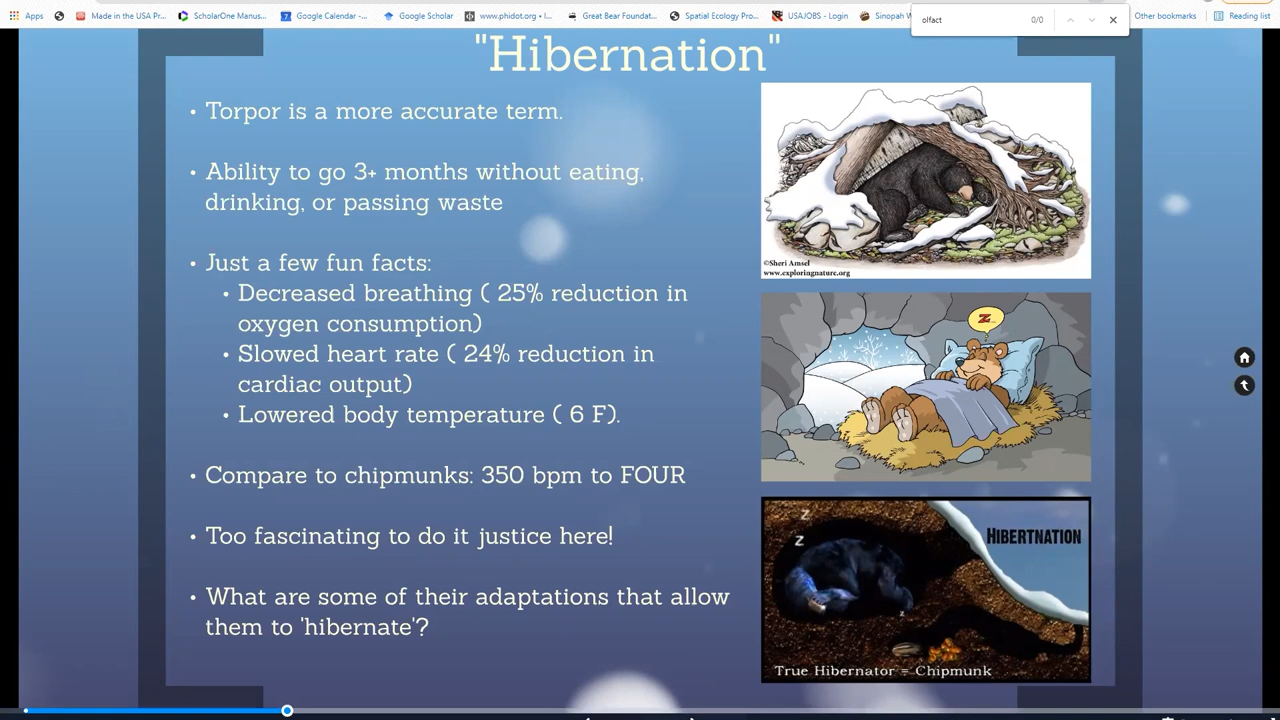 Apps
Made in the USA Pr...
ScholarOne Manus...
Google Calendar -...
Google Scholar
www.phidot.org • I...
Great Bear Foundat...
Spatial Ecology Pro...
USAJOBS - Login
Sinopah W
olfact
0/0
Other bookmarks
Reading list
"Hibernation"
• Torpor is a more accurate term.
• Ability to go 3+ months without eating,
drinking, or passing waste
• Just a few fun facts:
• Decreased breathing ( 25% reduction in
oxygen consumption)
• Slowed heart rate ( 24% reduction in
cardiac output)
• Lowered body temperature ( 6 F).
• Compare to chipmunks: 350 bpm to FOUR
• Too fascinating to do it justice here!
• What are some of their adaptations that allow
them to 'hibernate'?
©Sheri Amsel
www.exploringnature.org
Z
Z
Z
z
HIBERTNATION
True Hibernator = Chipmunk